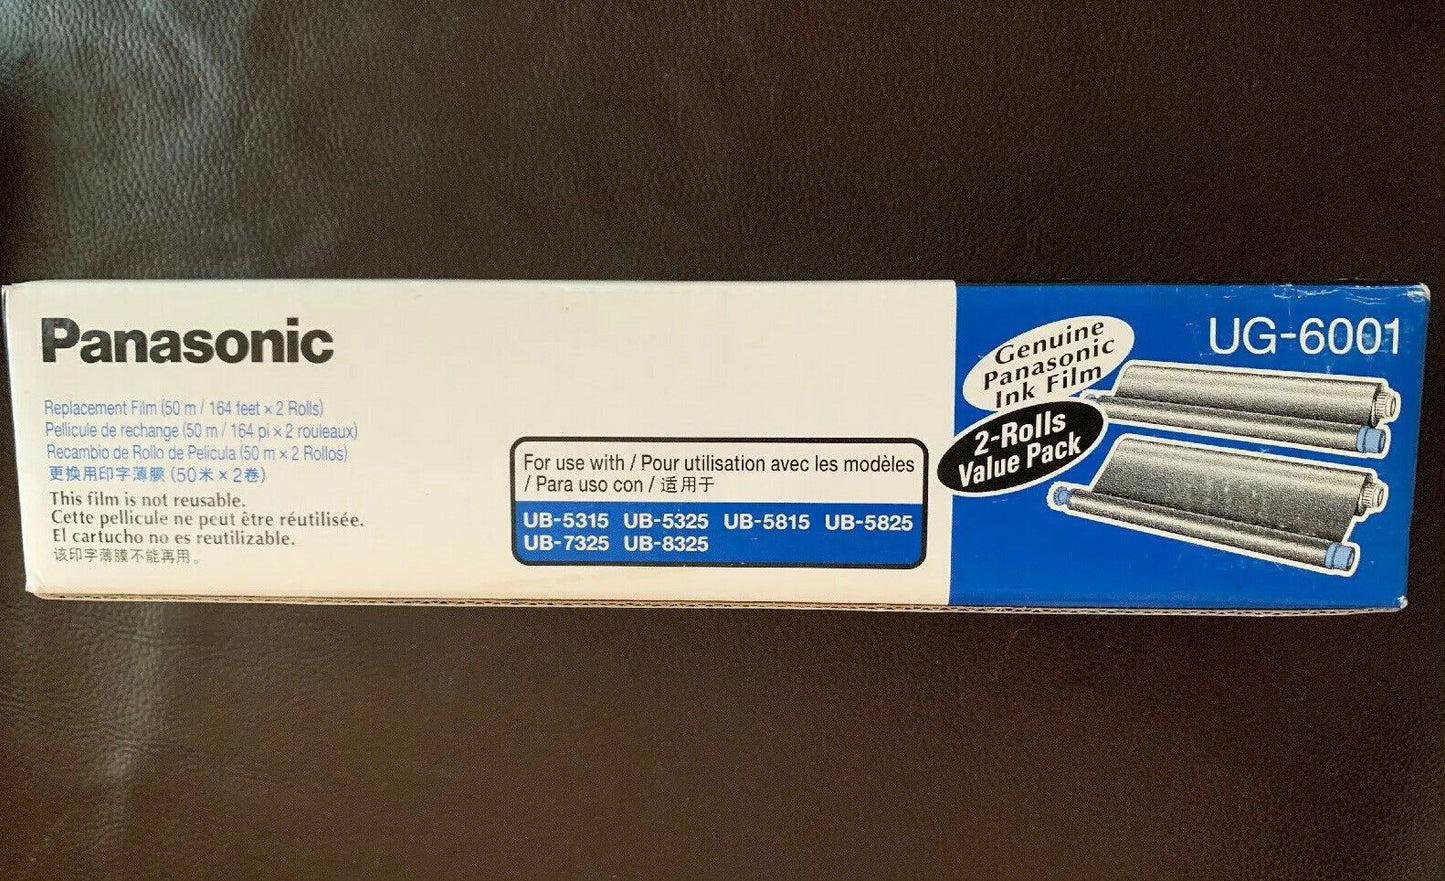 Panasonic
Replacement Film (50 m / 164 feet × 2 Rolls)
Pellicule de rechange (50 m / 164 pi × 2 rouleaux)
Recambio de Rollo de Película (50 m × 2 Rollos)
更换用印字薄膜 (50米 × 2卷)
This film is not reusable.
Cette pellicule ne peut être réutilisée.
El cartucho no es reutilizable.
该印字薄膜不能再用。
For use with / Pour utilisation avec les modèles
/ Para uso con / 适用于
UB-5315 UB-5325 UB-5815 UB-5825
UB-7325 UB-8325
Genuine
Panasonic
Ink Film
2-Rolls
Value Pack
UG-6001